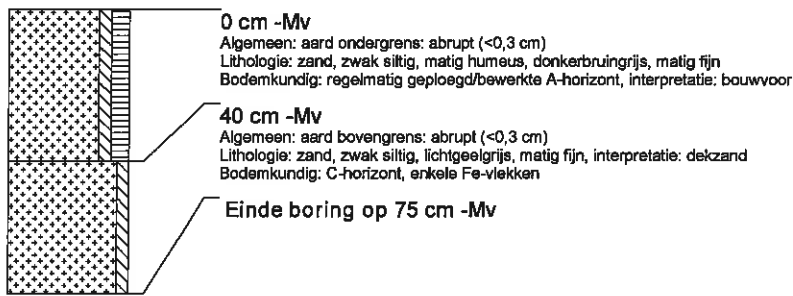 0 cm -Mv
Algemeen: aard ondergrens: abrupt (<0,3 cm)
Lithologie: zand, zwak siltig, matig humeus, donkerbruingrijs, matig fijn
Bodemkundig: regelmatig geploegd/bewerkte A-horizont, interpretatie: bouwvoor
40 cm -Mv
Algemeen: aard bovengrens: abrupt (<0,3 cm)
Lithologie: zand, zwak siltig, lichtgeelgrijs, matig fijn, interpretatie: dekzand
Bodemkundig: C-horizont, enkele Fe-vlekken
Einde boring op 75 cm -Mv